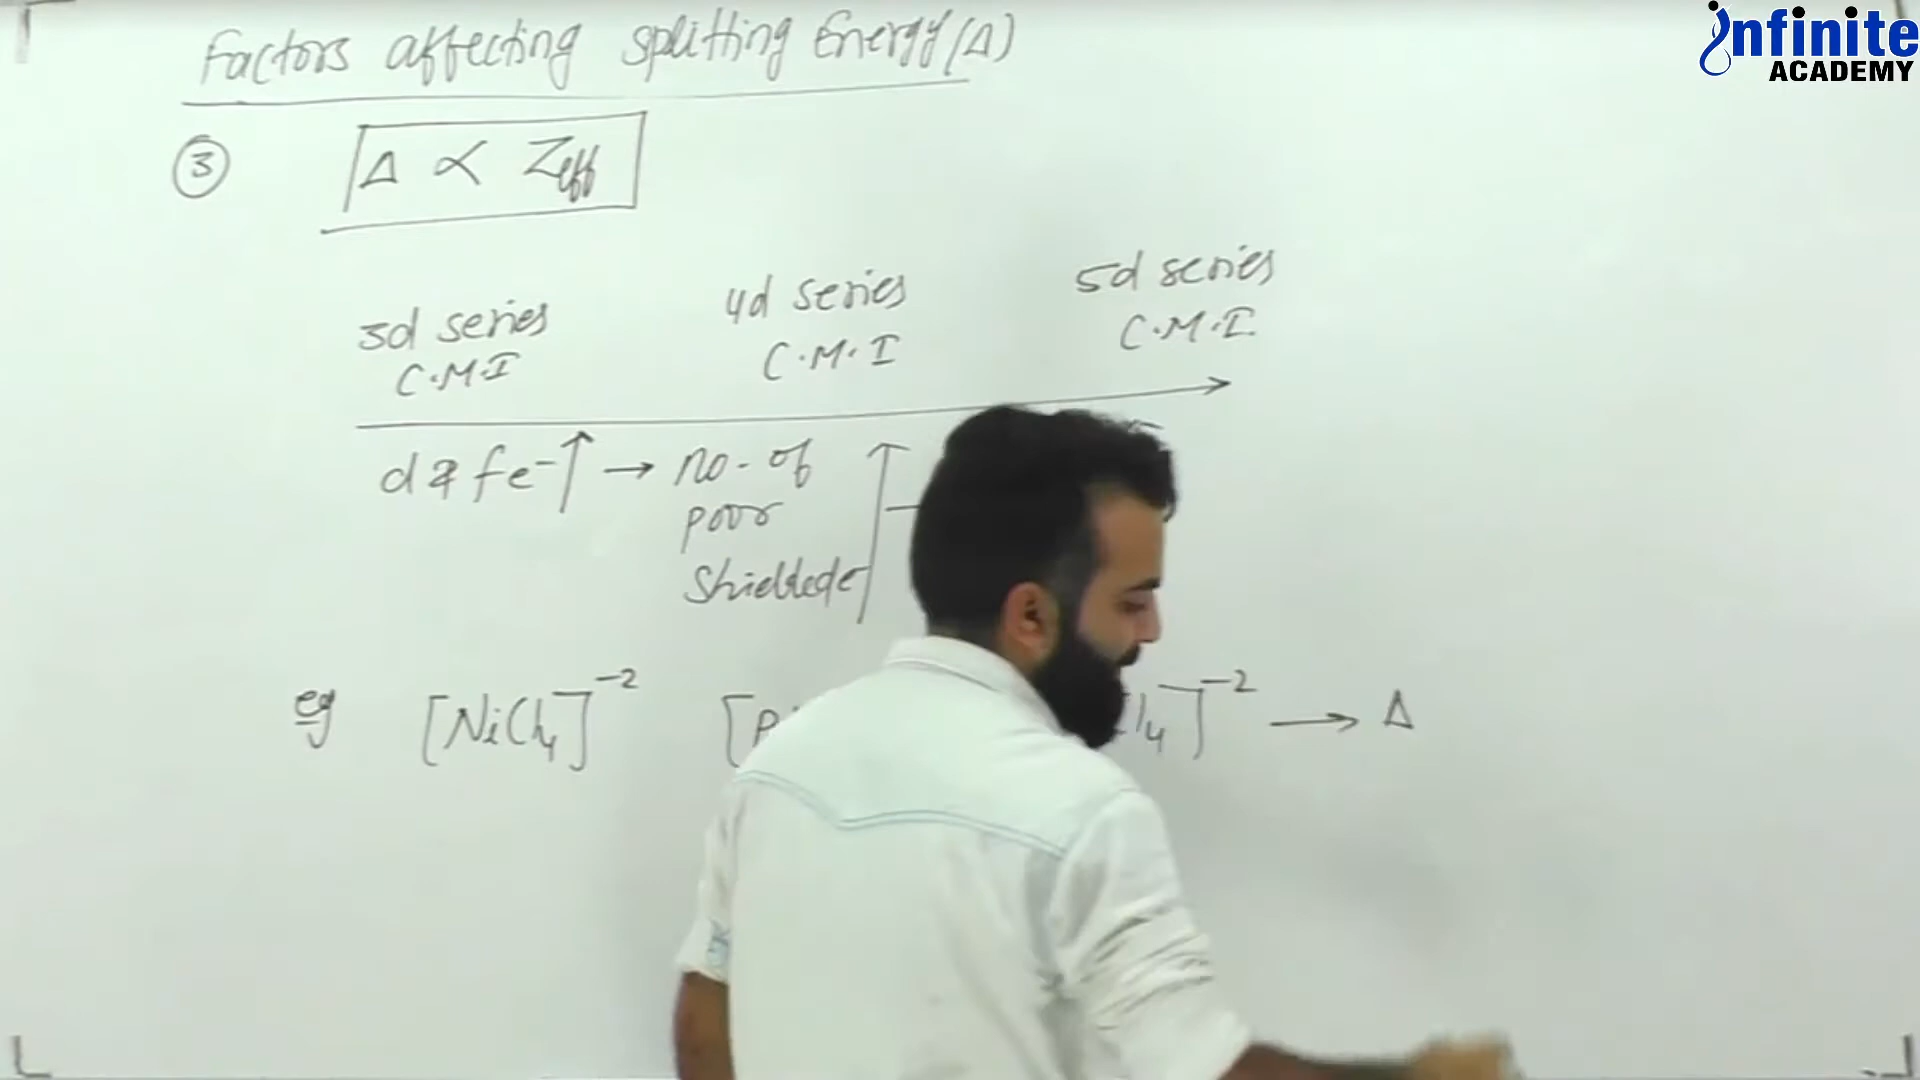 Factors affecting splitting Energy (Δ)
infinite
ACADEMY
③ Δ ∝ Zeff
3d series 4d series 5d series
C.M.I C.M.I C.M.I.
d & f e⁻↑ → no. of ↑
poor
eg [NiCl₄]⁻² [P l₄]⁻² → Δ